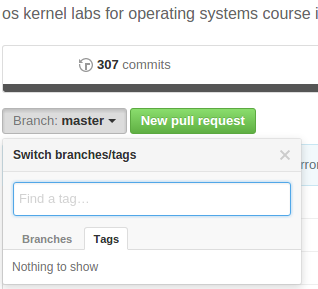 os kernel labs for operating systems course i
307 commits
Branch: master
New pull request
Switch branches/tags
Find a tag...
Branches
Tags
Nothing to show